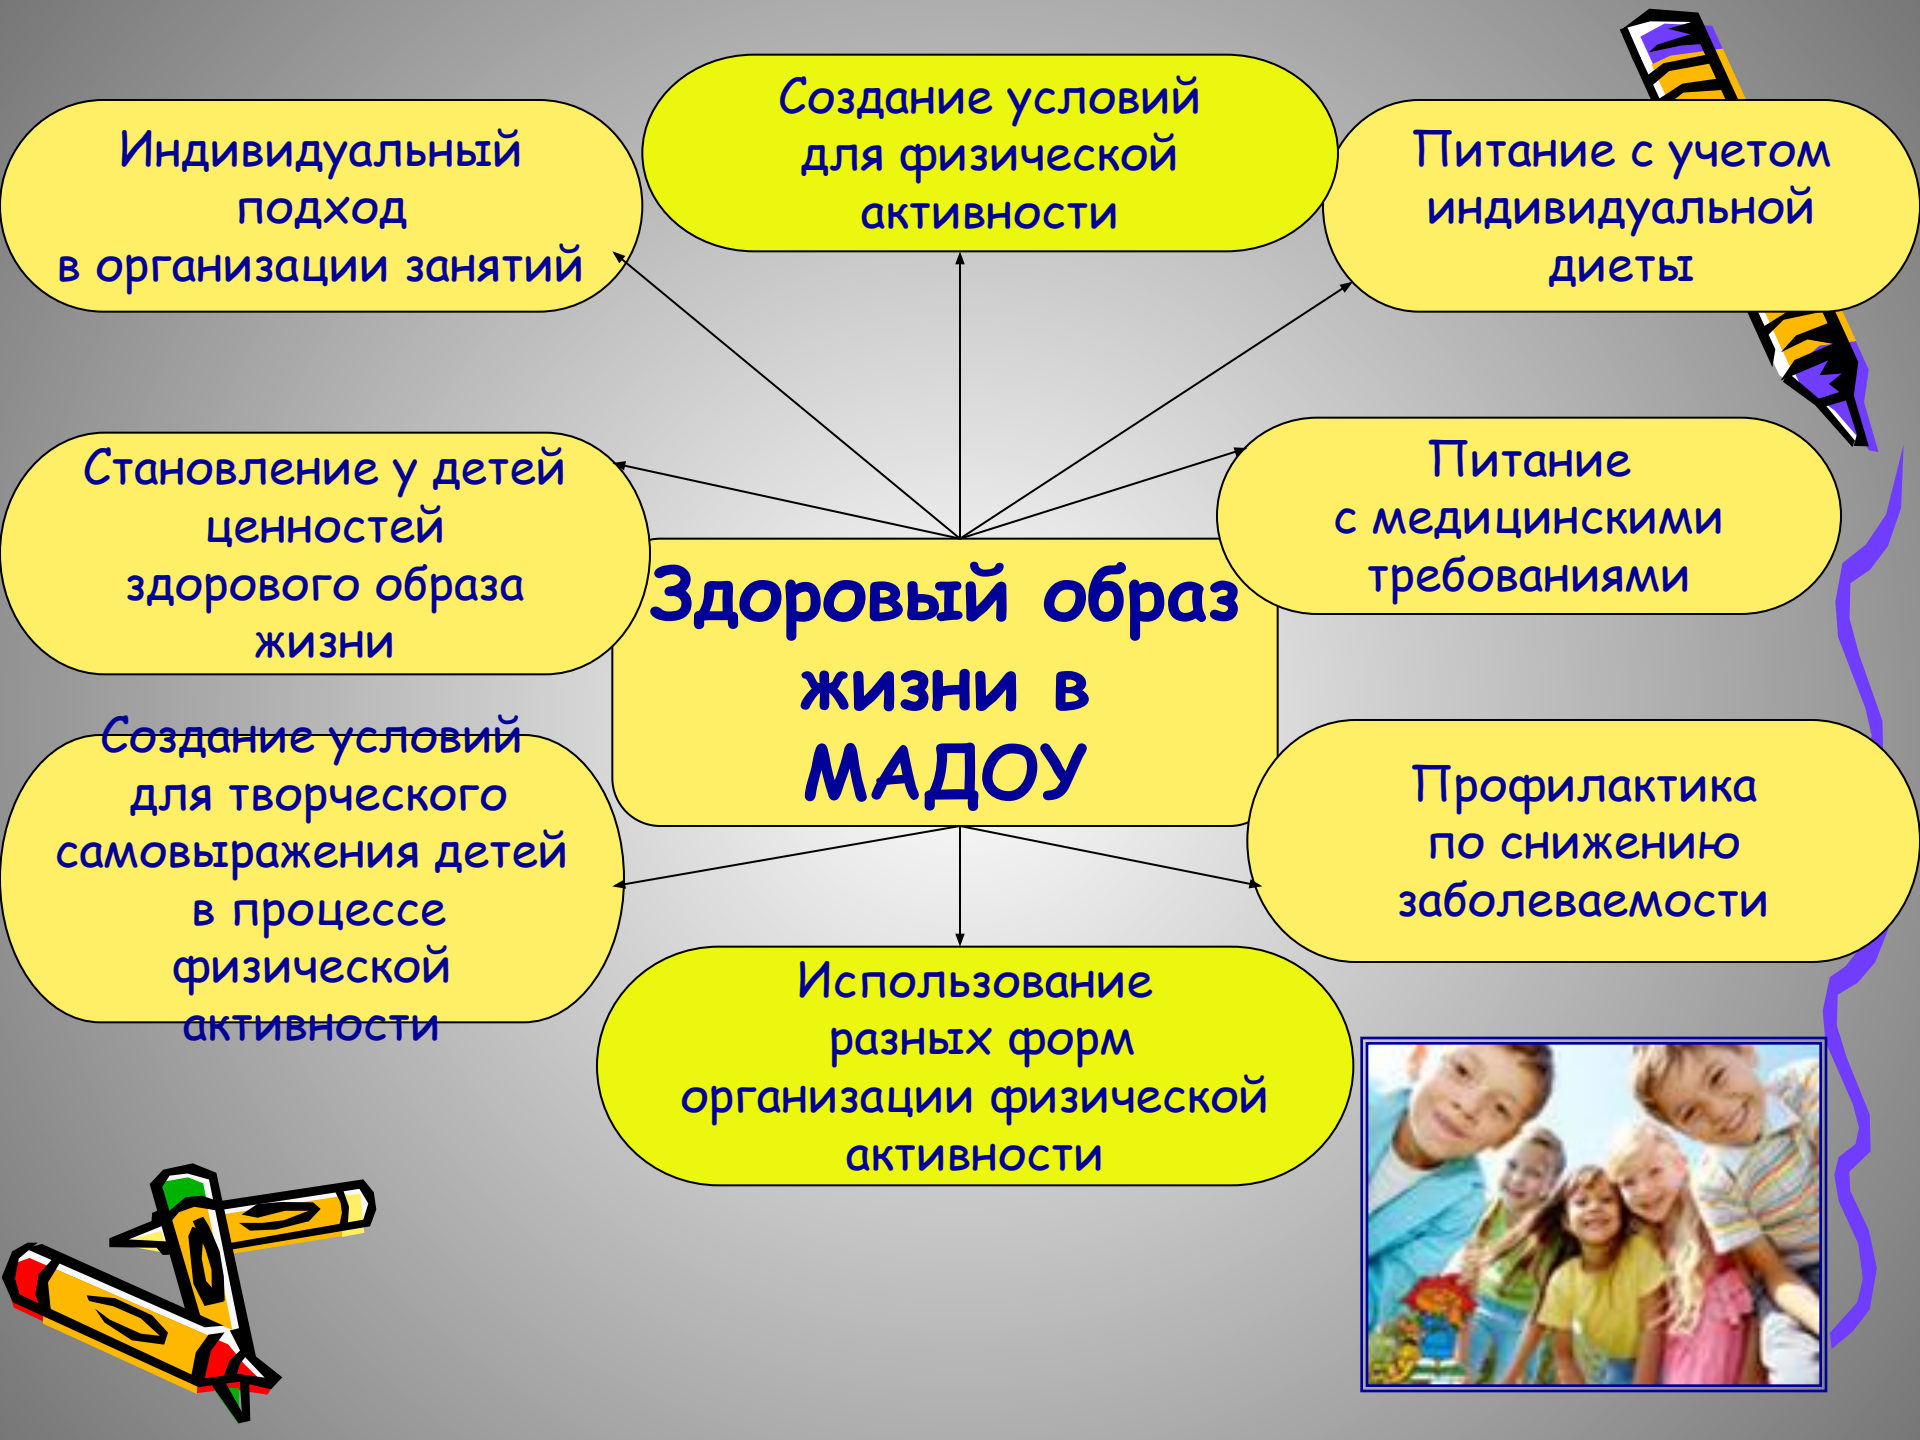 Создание условий
для физической
активности
Индивидуальный
подход
в организации занятий
Питание с учетом
индивидуальной
диеты
Становление у детей
ценностей
здорового образа
жизни
Питание
с медицинскими
требованиями
Здоровый образ
жизни в
МАДОУ
Создание условий
для творческого
самовыражения детей
в процессе
физической
активности
Профилактика
по снижению
заболеваемости
Использование
разных форм
организации физической
активности